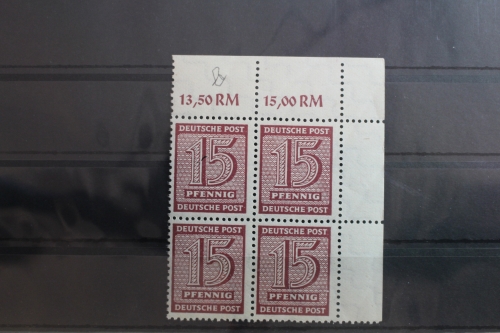 13,50 RM 15,00 RM
DEUTSCHE POST DEUTSCHE POST
15 15
PFENNIG PFENNIG
DEUTSCHE POST DEUTSCHE POST
DEUTSCHE POST DEUTSCHE POST
15 15
PFENNIG PFENNIG
DEUTSCHE POST DEUTSCHE POST